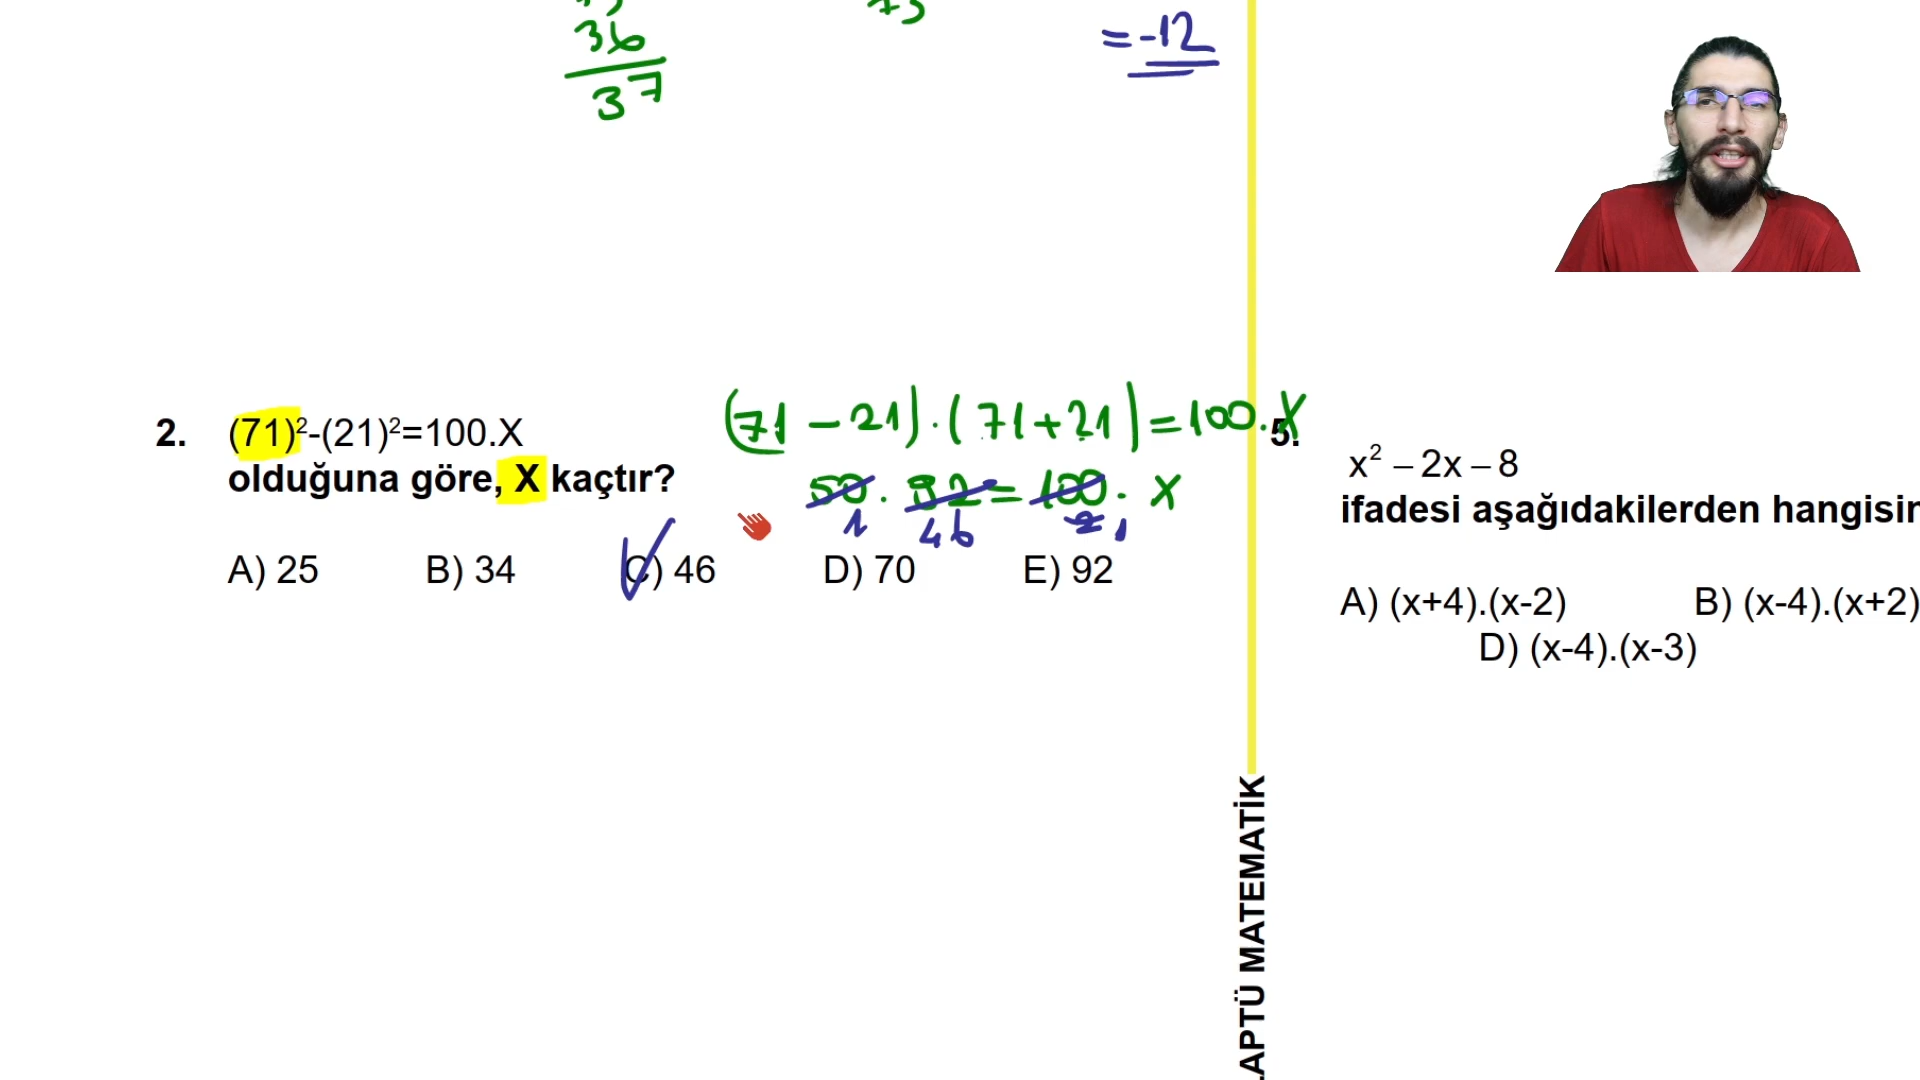 36
37
= -12
2. (71)²-(21)²=100.X
olduğuna göre, X kaçtır?
A) 25 B) 34 C) 46 D) 70 E) 92
(71 - 21) . (71 + 21) = 100 . X
50 . 92 = 100 . X
1 46 2 1
5.
x² – 2x – 8
ifadesi aşağıdakilerden
A) (x+4).(x-2) B) (x-4).(x+2)
D) (x-4).(x-3)
MATEMATİK